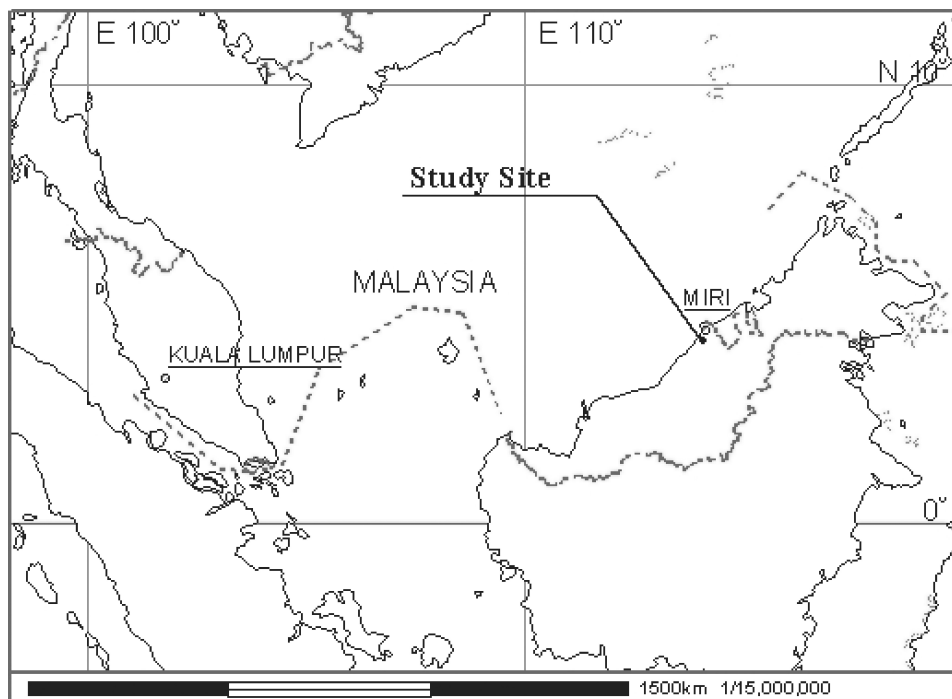 E 100°
E 110°
N 10
Study Site
MALAYSIA
MIRI
KUALA LUMPUR
0°
1500km 1/15,000,000